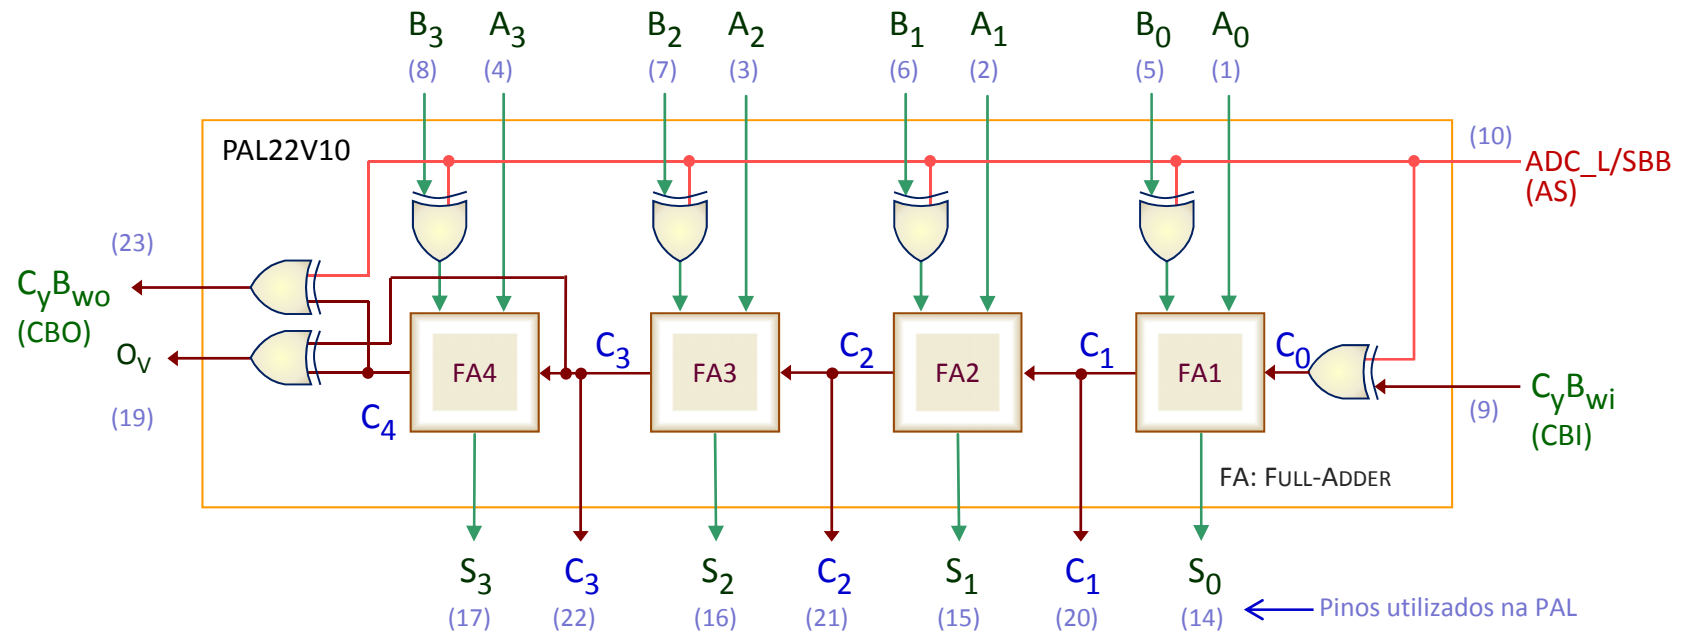 B3 A3 B2 A2 B1 A1 B0 A0
(8) (4) (7) (3) (6) (2) (5) (1)
PAL22V10
(10)
ADC_L/SBB
(AS)
(23)
CyBwo
(CBO)
OV
(19)
C4
FA4
C3
FA3
C2
FA2
C1
FA1
C0
CyBwi
(9)
(CBI)
FA: FULL-ADDER
S3 C3 S2 C2 S1 C1 S0
(17) (22) (16) (21) (15) (20) (14)
Pinos utilizados na PAL